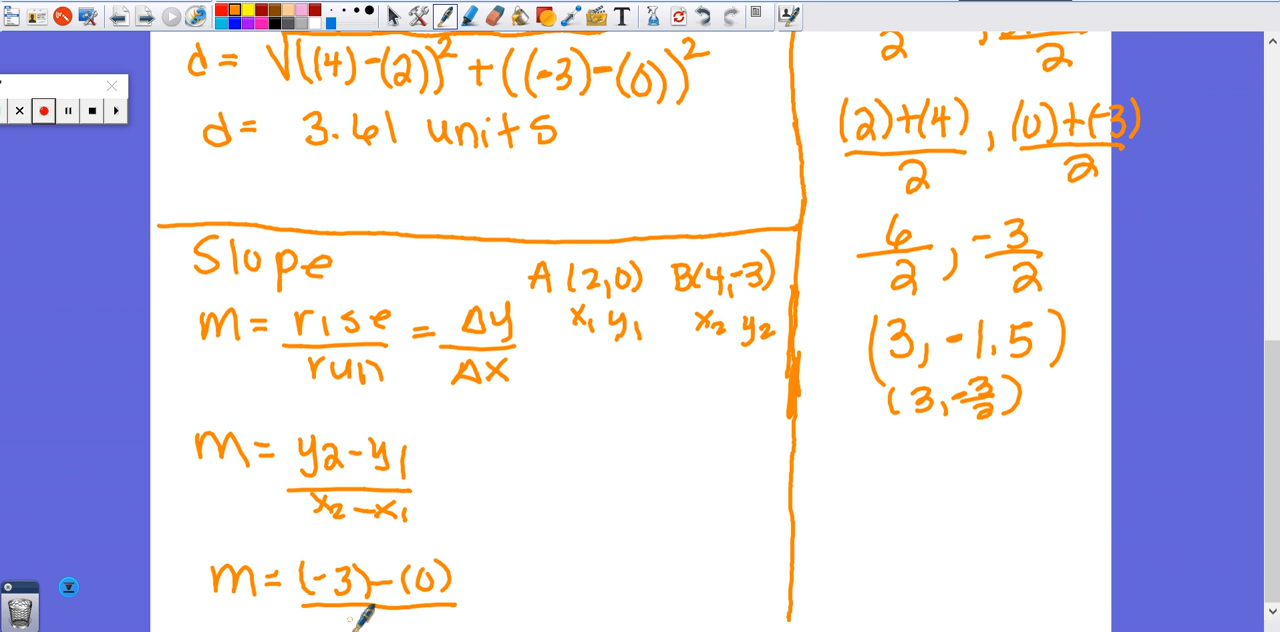 d = √((4)-(2))² + ((-3)-(0))²
d = 3.61 units
Slope
A (2,0) B(4,-3)
x₁ y₁ x₂ y₂
m = rise/run = Δy/Δx
m = y₂-y₁/x₂-x₁
m = (-3)-(0)
2 , 2
(2)+(4)/2 , (0)+(-3)/2
6/2 , -3/2
(3, -1.5)
(3, -3/2)